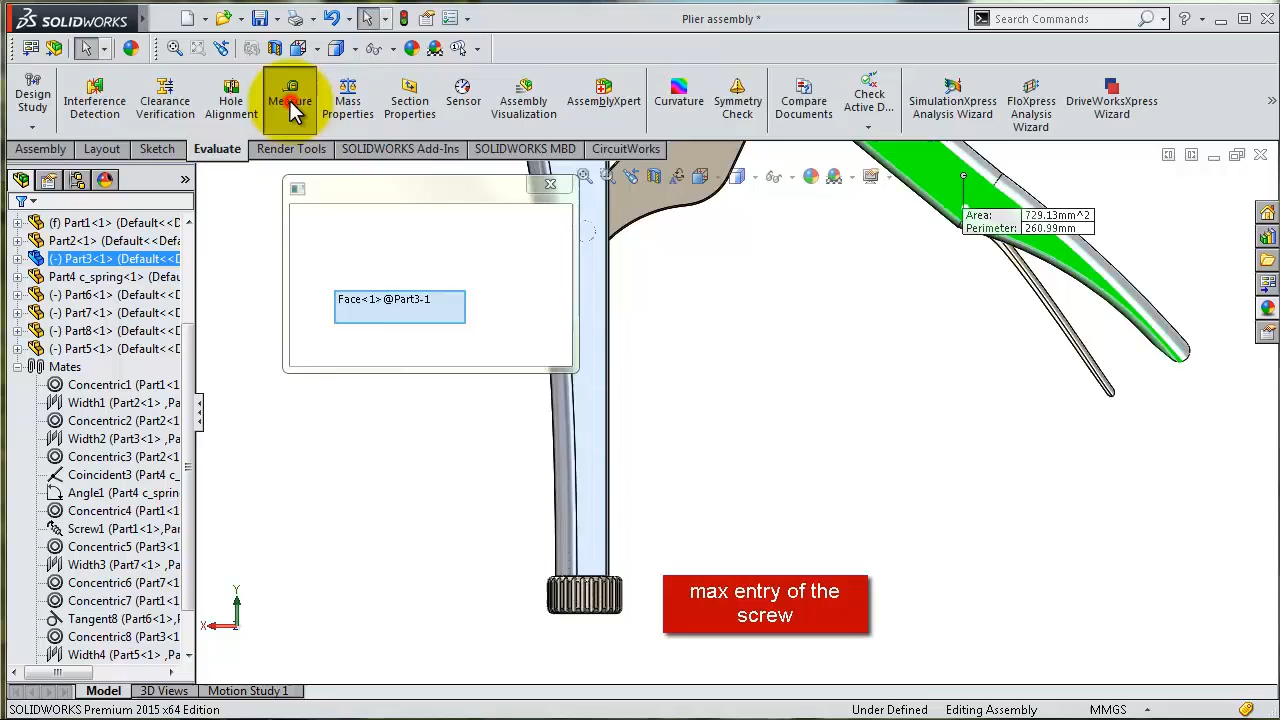 SOLIDWORKS
Plier assembly *
Search Commands
Design
Study
Interference
Detection
Clearance
Verification
Hole
Alignment
Measure
Mass
Properties
Section
Properties
Sensor
Assembly
Visualization
AssemblyXpert
Curvature
Symmetry
Check
Compare
Documents
Check
Active D...
SimulationXpress
Analysis Wizard
FloXpress
Analysis
Wizard
DriveWorksXpress
Wizard
Assembly
Layout
Sketch
Evaluate
Render Tools
SOLIDWORKS Add-Ins
SOLIDWORKS MBD
CircuitWorks
(f) Part1<1> (Default<<D
Part2<1> (Default<<Defa
(-) Part3<1> (Default<<D
Part4 c_spring<1> (Defau
(-) Part6<1> (Default<<D
(-) Part7<1> (Default<<D
(-) Part8<1> (Default<<D
(-) Part5<1> (Default<<D
Mates
Concentric1 (Part1<1
Width1 (Part2<1> ,Pa
Concentric2 (Part2<1
Width2 (Part3<1> ,Pa
Concentric3 (Part2<1
Coincident3 (Part4 c_
Angle1 (Part4 c_sprin
Concentric4 (Part1<1
Screw1 (Part1<1>,Pa
Concentric5 (Part3<1
Width3 (Part7<1> ,Pa
Concentric6 (Part7<1
Concentric7 (Part1<1
Tangent8 (Part6<1>,
Concentric8 (Part1<1
Width4 (Part5<1> ,Pa
Face<1>@Part3-1
Area: 729.13mm^2
Perimeter: 260.99mm
max entry of the
screw
Y
X
Z
Model
3D Views
Motion Study 1
SOLIDWORKS Premium 2015 x64 Edition
Under Defined
Editing Assembly
MMGS